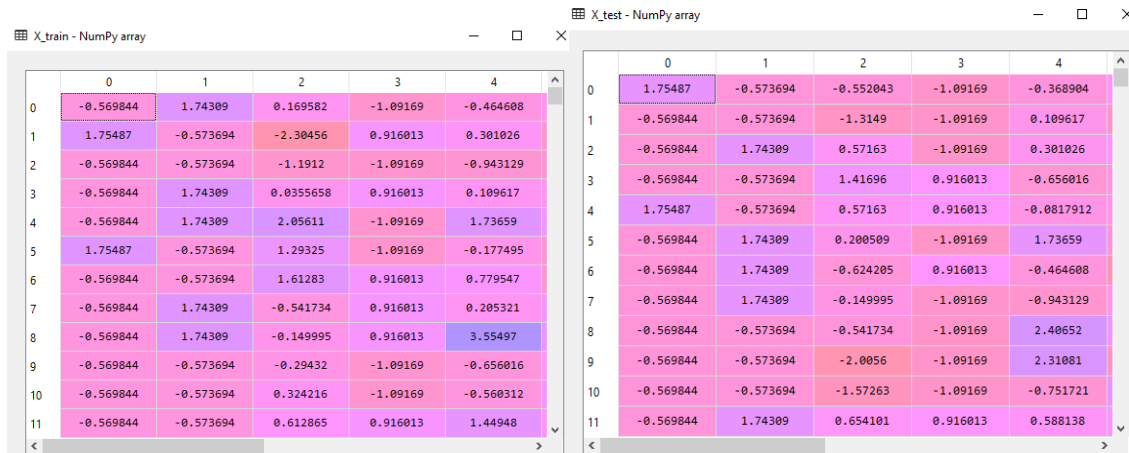 X_train - NumPy array
0 1 2 3 4
0 -0.569844 1.74309 0.169582 -1.09169 -0.464608
1 1.75487 -0.573694 -2.30456 0.916013 0.301026
2 -0.569844 -0.573694 -1.1912 -1.09169 -0.943129
3 -0.569844 1.74309 0.0355658 0.916013 0.109617
4 -0.569844 1.74309 2.05611 -1.09169 1.73659
5 1.75487 -0.573694 1.29325 -1.09169 -0.177495
6 -0.569844 -0.573694 1.61283 0.916013 0.779547
7 -0.569844 1.74309 -0.541734 0.916013 0.205321
8 -0.569844 1.74309 -0.149995 0.916013 3.55497
9 -0.569844 -0.573694 -0.29432 -1.09169 -0.656016
10 -0.569844 -0.573694 0.324216 -1.09169 -0.560312
11 -0.569844 -0.573694 0.612865 0.916013 1.44948
X_test - NumPy array
0 1 2 3 4
0 1.75487 -0.573694 -0.552043 -1.09169 -0.368904
1 -0.569844 -0.573694 -1.3149 -1.09169 0.109617
2 -0.569844 1.74309 0.57163 -1.09169 0.301026
3 -0.569844 -0.573694 1.41696 0.916013 -0.656016
4 1.75487 -0.573694 0.57163 0.916013 -0.0817912
5 -0.569844 1.74309 0.200509 -1.09169 1.73659
6 -0.569844 1.74309 -0.624205 0.916013 -0.464608
7 -0.569844 1.74309 -0.149995 -1.09169 -0.943129
8 -0.569844 -0.573694 -0.541734 -1.09169 2.40652
9 -0.569844 -0.573694 -2.0056 -1.09169 2.31081
10 -0.569844 -0.573694 -1.57263 -1.09169 -0.751721
11 -0.569844 1.74309 0.654101 0.916013 0.588138